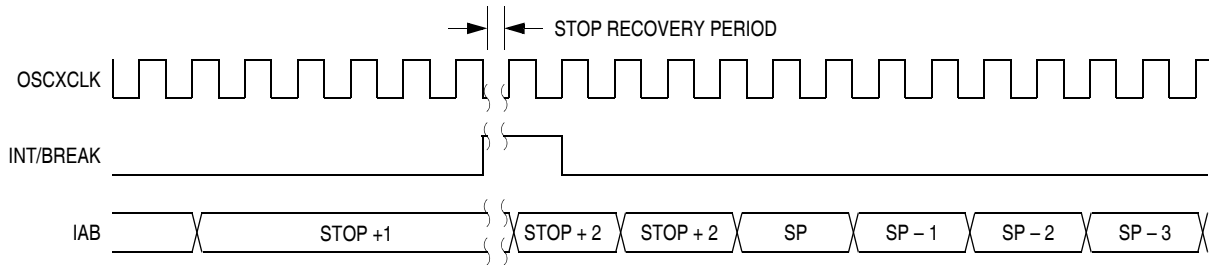 STOP RECOVERY PERIOD
OSCXCLK
INT/BREAK
IAB STOP +1 STOP + 2 STOP + 2 SP SP – 1 SP – 2 SP – 3